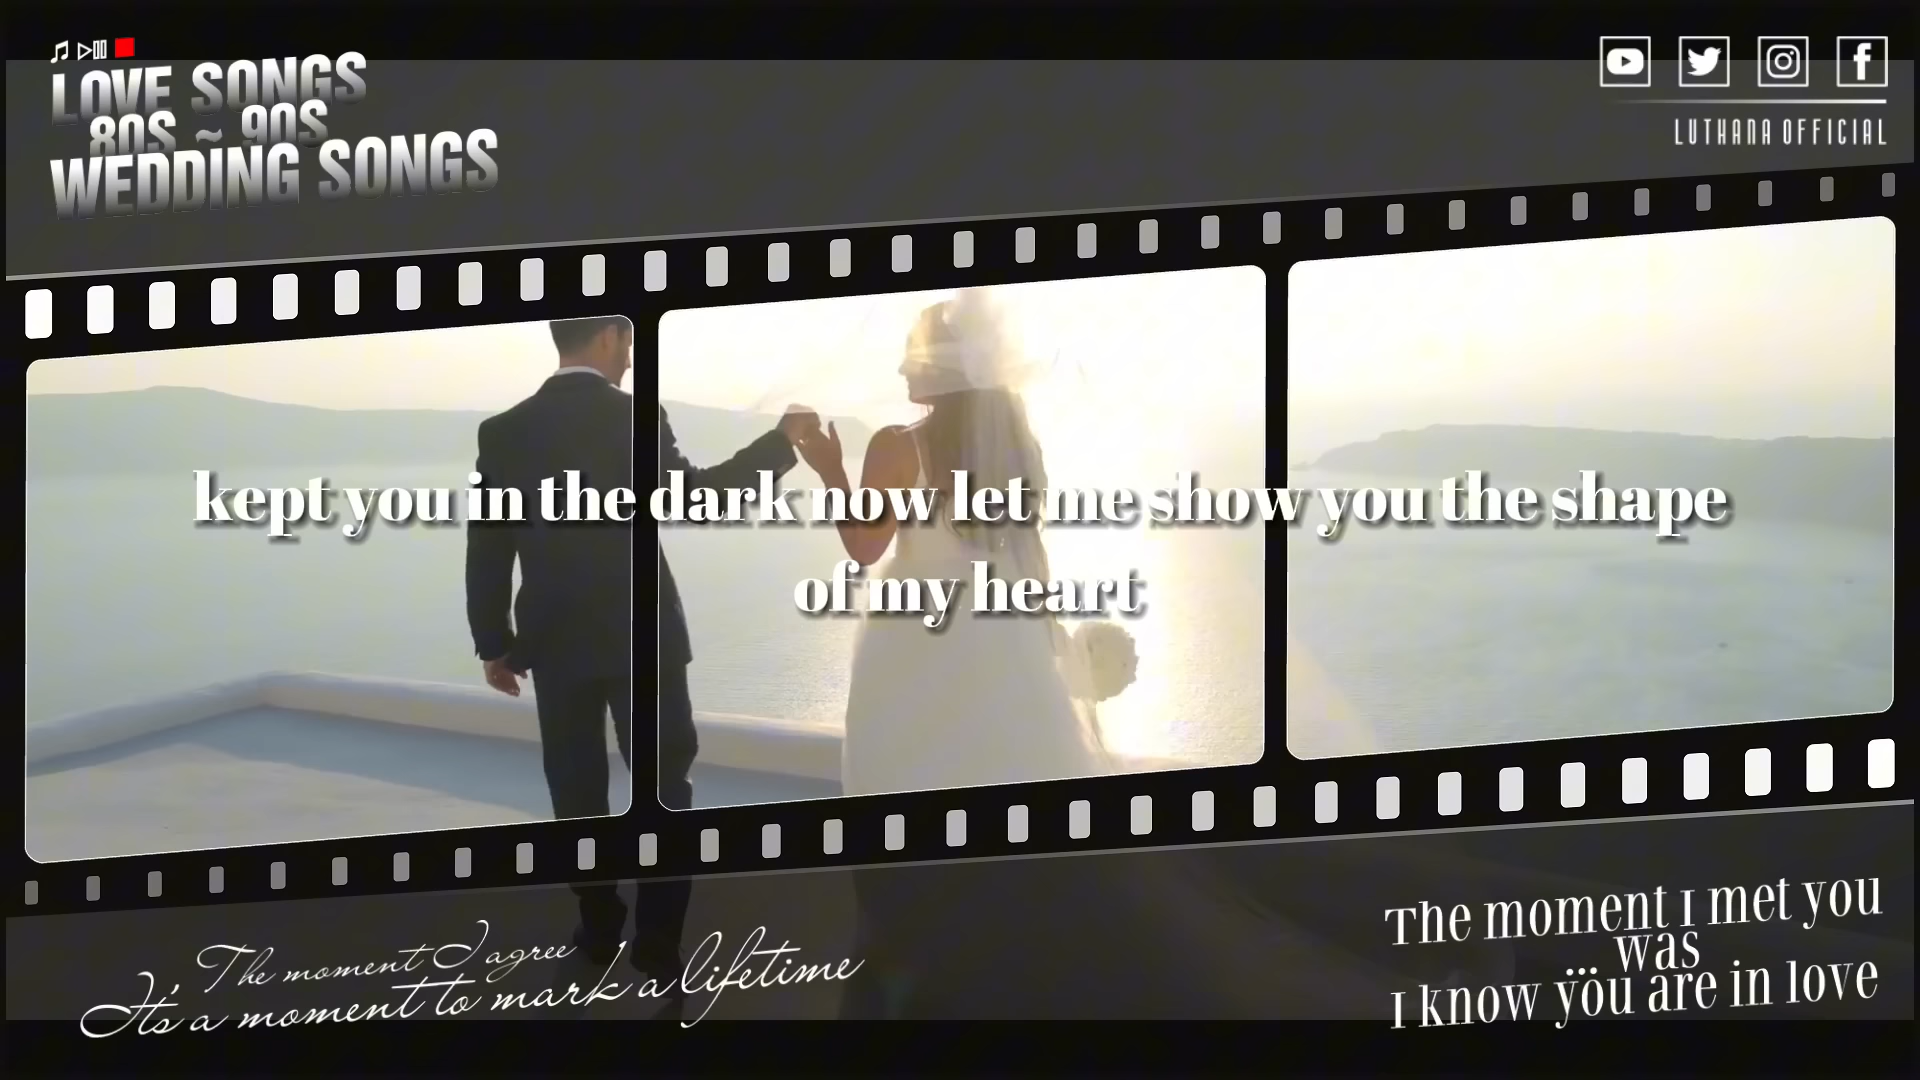 LOVE SONGS
80S ~ 90S
WEDDING SONGS
LUTHANA OFFICIAL
kept you in the dark now let me show you the shape
of my heart
The moment I agree
It's a moment to mark a lifetime
The moment I met you
was
I know you are in love